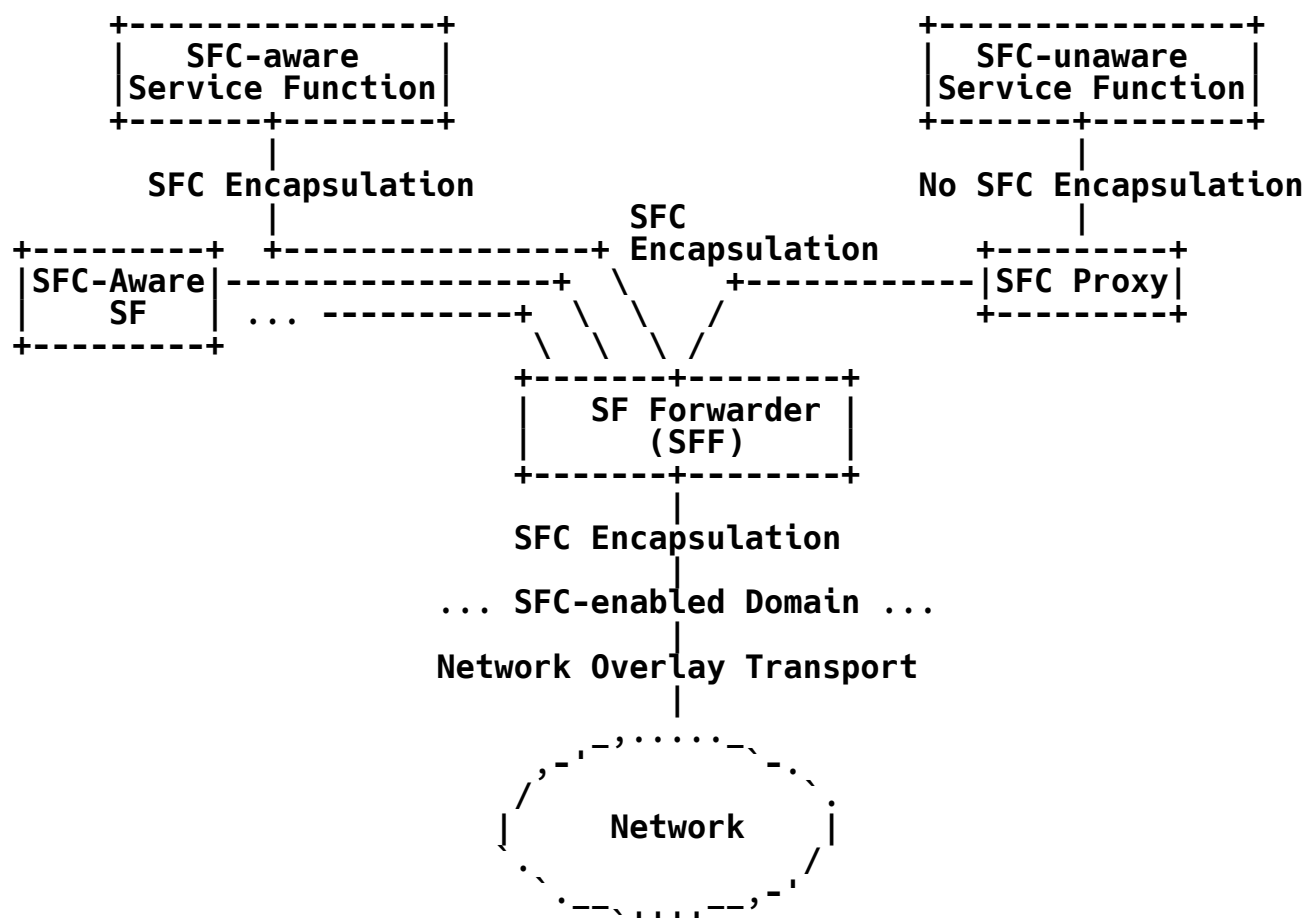 SFC-aware SFC-unaware
Service Function Service Function
SFC Encapsulation No SFC Encapsulation
SFC
Encapsulation
SFC-Aware SFC Proxy
SF ...
SF Forwarder
(SFF)
SFC Encapsulation
... SFC-enabled Domain ...
Network Overlay Transport
Network